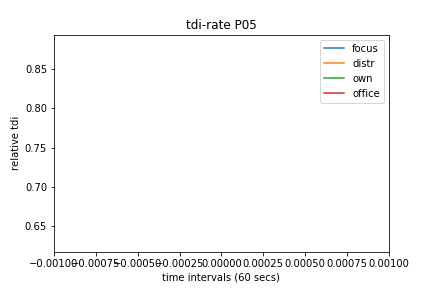 tdi-rate P05
focus
distr
own
office
relative tdi
0.85
0.80
0.75
0.70
0.65
−0.00100 −0.00075 −0.00050 −0.00025 0.00000 0.00025 0.00050 0.00075 0.00100
time intervals (60 secs)